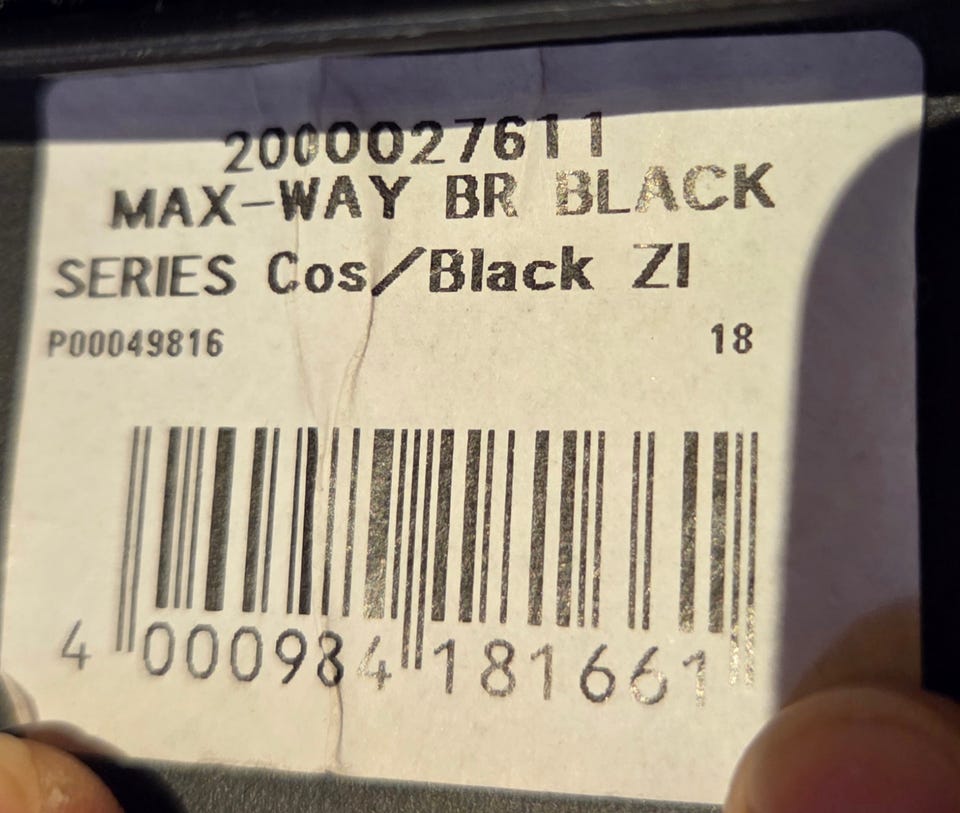 2000027611
MAX-WAY BR BLACK
SERIES Cos/Black ZI
P00049816 18
4 000984 181661